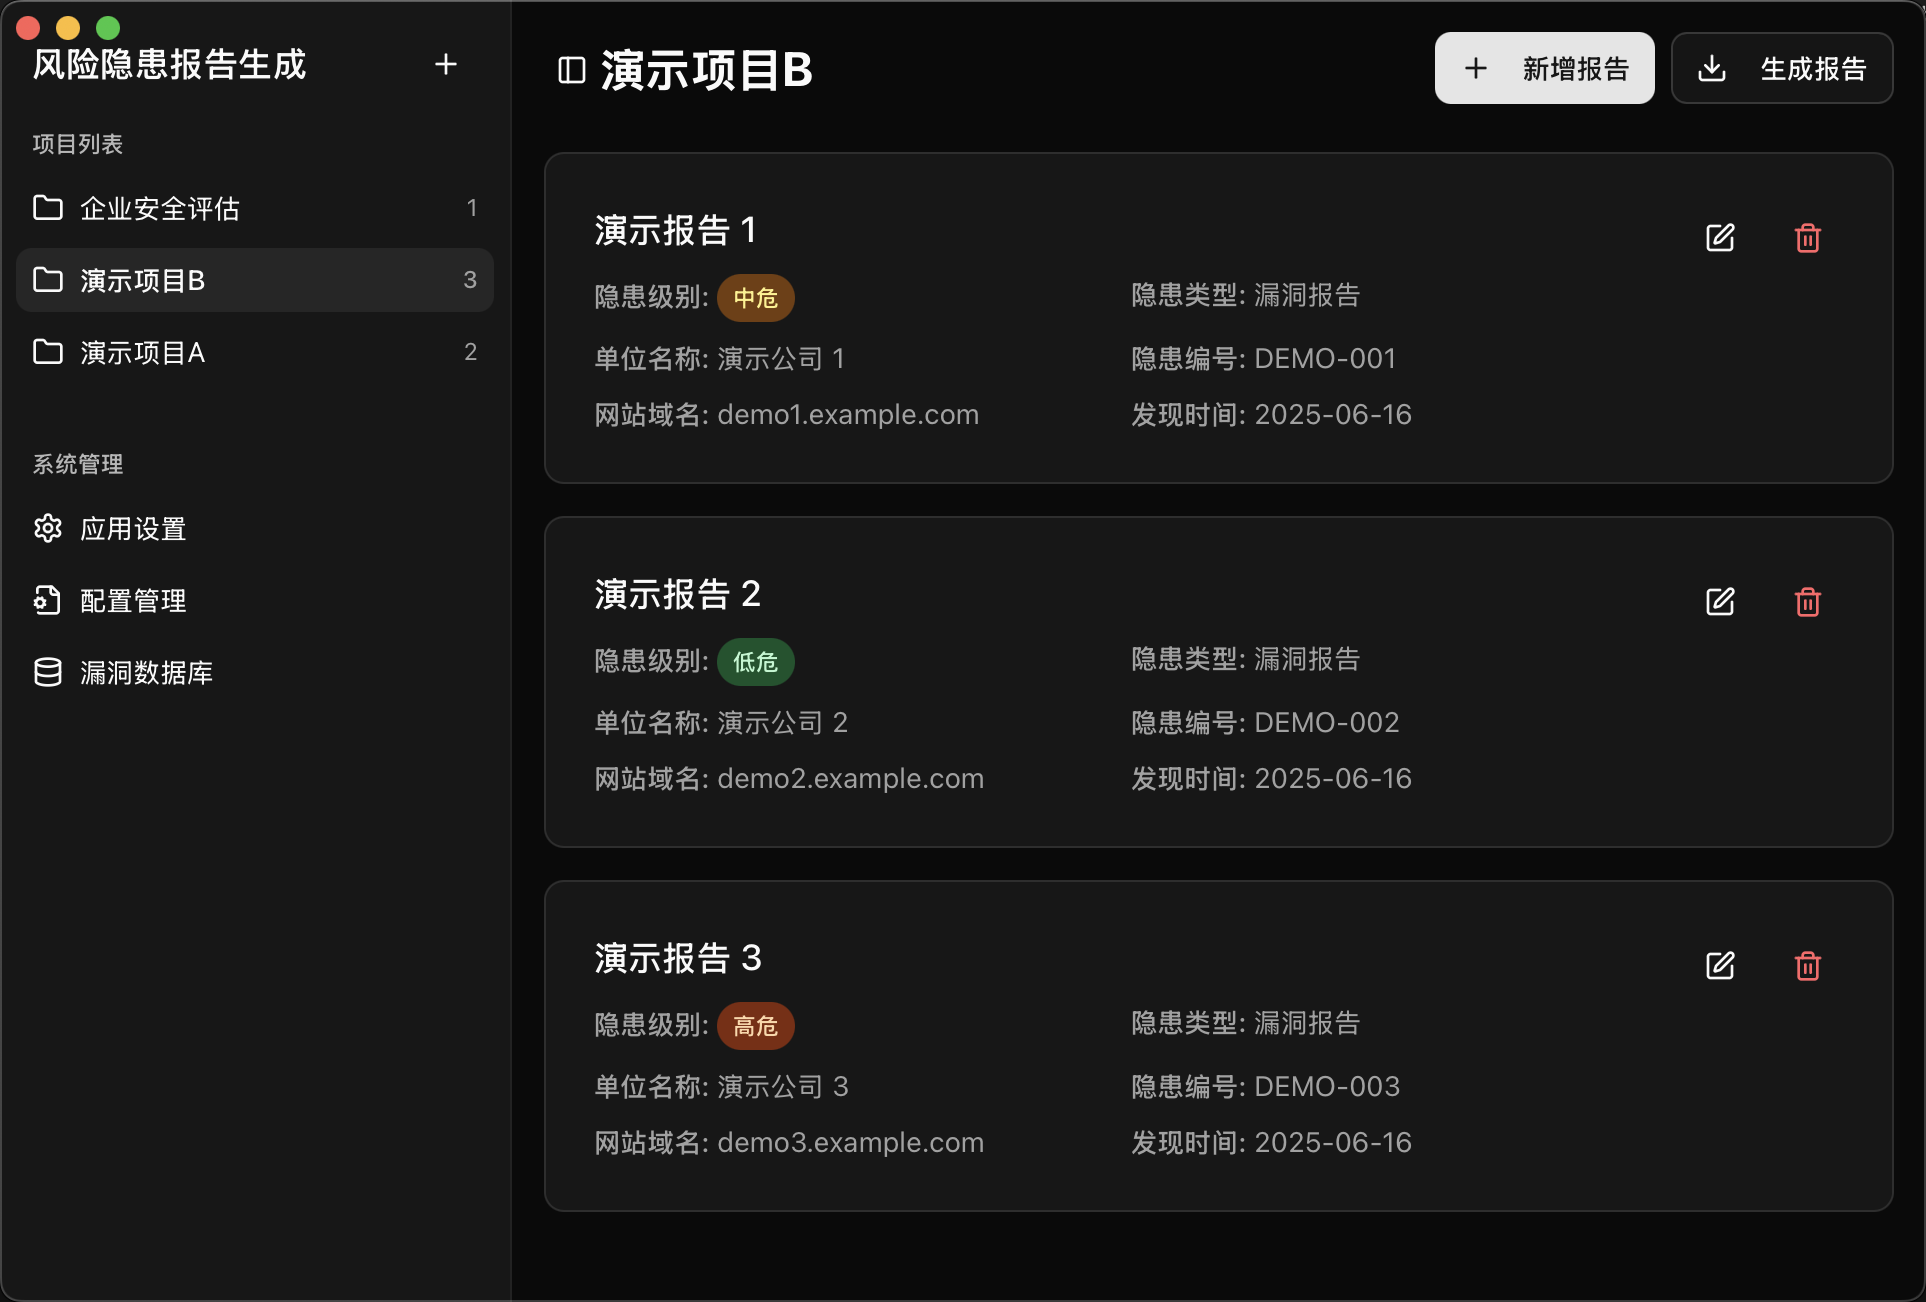 风险隐患报告生成
项目列表
企业安全评估 1
演示项目B 3
演示项目A 2
系统管理
应用设置
配置管理
漏洞数据库
演示项目B
新增报告
生成报告
演示报告 1
隐患级别: 中危
隐患类型: 漏洞报告
单位名称: 演示公司 1
隐患编号: DEMO-001
网站域名: demo1.example.com
发现时间: 2025-06-16
演示报告 2
隐患级别: 低危
隐患类型: 漏洞报告
单位名称: 演示公司 2
隐患编号: DEMO-002
网站域名: demo2.example.com
发现时间: 2025-06-16
演示报告 3
隐患级别: 高危
隐患类型: 漏洞报告
单位名称: 演示公司 3
隐患编号: DEMO-003
网站域名: demo3.example.com
发现时间: 2025-06-16